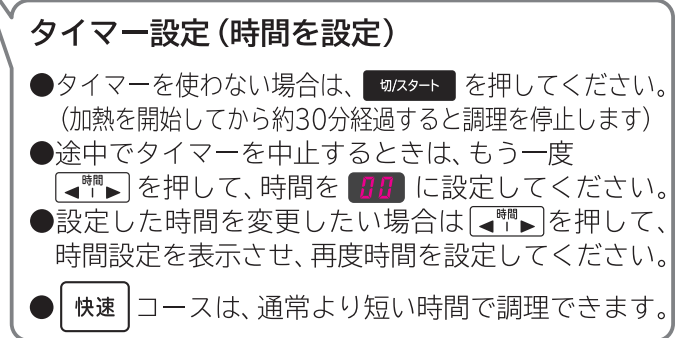 タイマー設定(時間を設定)
●タイマーを使わない場合は、 切/スタート を押してください。
(加熱を開始してから約30分経過すると調理を停止します)
●途中でタイマーを中止するときは、もう一度
◀時間▶ を押して、時間を 00 に設定してください。
●設定した時間を変更したい場合は ◀時間▶ を押して、
時間設定を表示させ、再度時間を設定してください。
● 快速 コースは、通常より短い時間で調理できます。